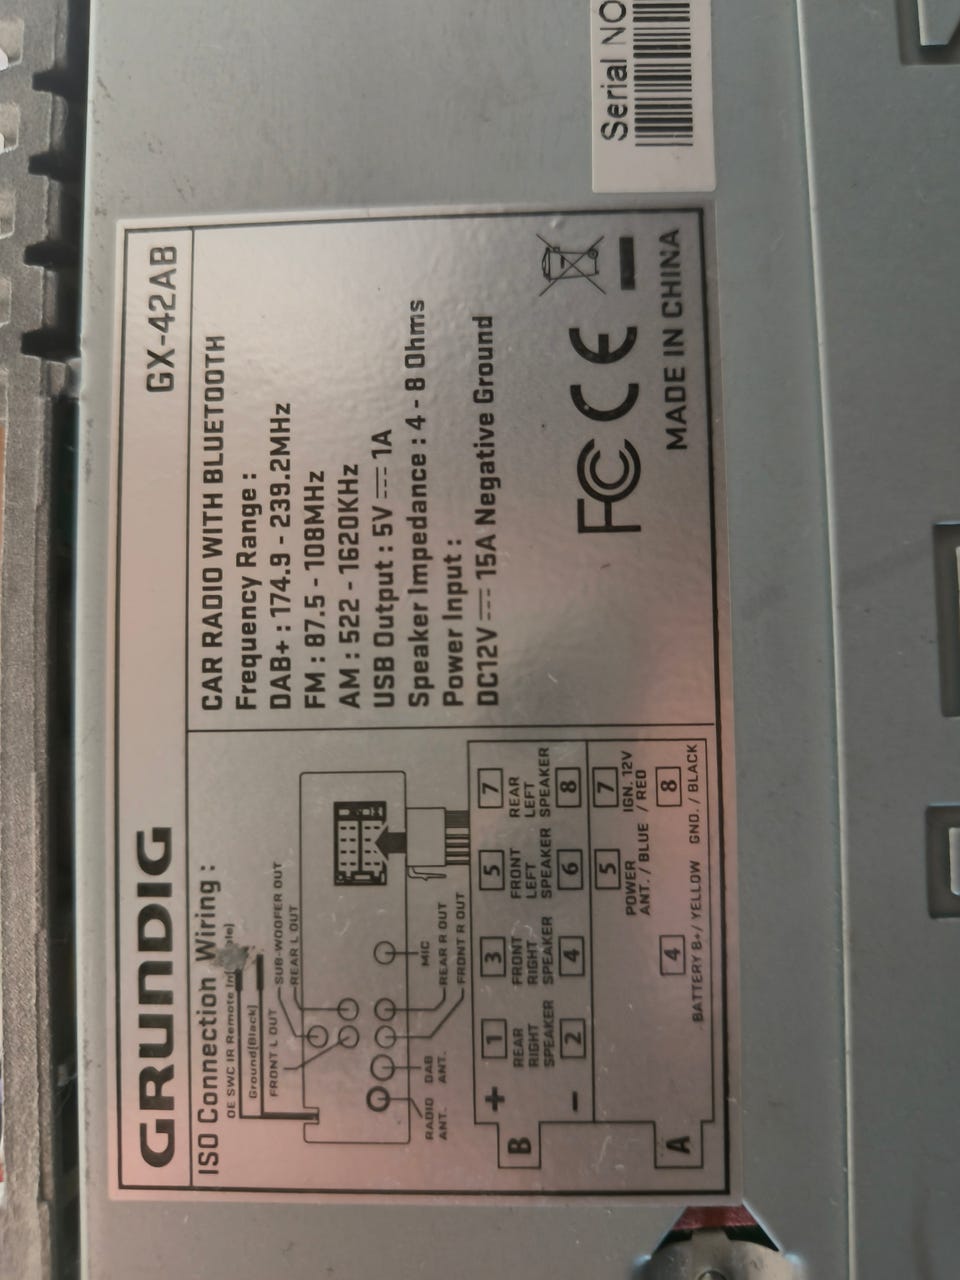 GRUNDIG
GX-42AB
ISO Connection Wiring :
OE SWC IR Remote
Ground(Black)
FRONT L OUT
SUB-WOOFER OUT
REAR L OUT
RADIO ANT.
DAB ANT.
MIC
REAR R OUT
FRONT R OUT
B
+
1
3
5
7
REAR RIGHT SPEAKER
FRONT RIGHT SPEAKER
FRONT LEFT SPEAKER
REAR LEFT SPEAKER
-
2
4
6
8
A
5
7
POWER ANT. / BLUE
IGN. 12V / RED
4
8
BATTERY B+/ YELLOW
GND. / BLACK
CAR RADIO WITH BLUETOOTH
Frequency Range :
DAB+ : 174.9 - 239.2MHz
FM : 87.5 - 108MHz
AM : 522 - 1620KHz
USB Output : 5V ⎓ 1A
Speaker Impedance : 4 - 8 Ohms
Power Input :
DC12V ⎓ 15A Negative Ground
FC CE
MADE IN CHINA
Serial NO